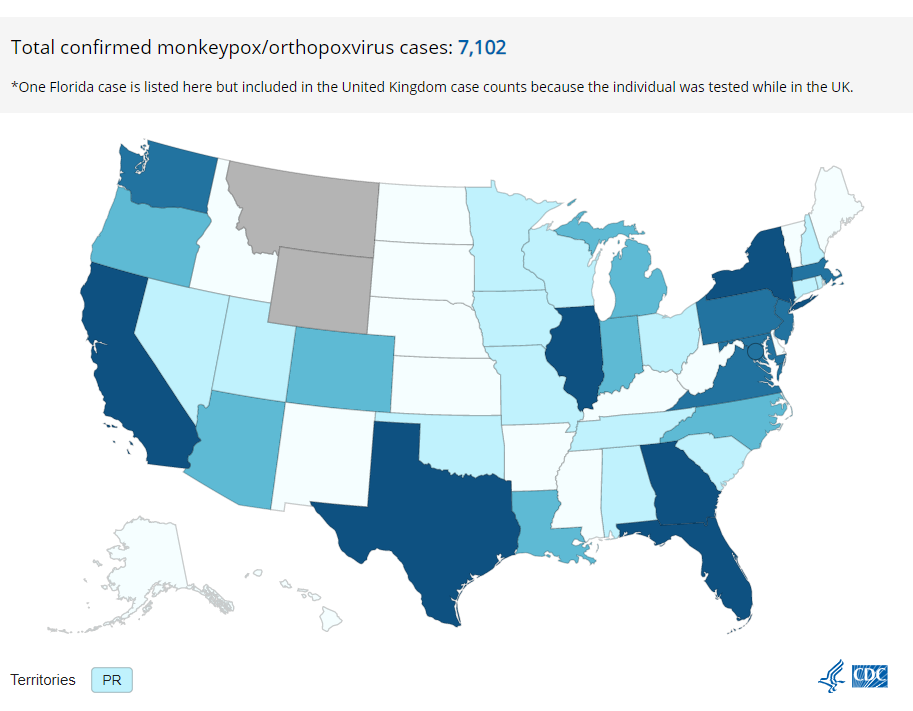 Total confirmed monkeypox/orthopoxvirus cases: 7,102
*One Florida case is listed here but included in the United Kingdom case counts because the individual was tested while in the UK.
Territories PR
CDC